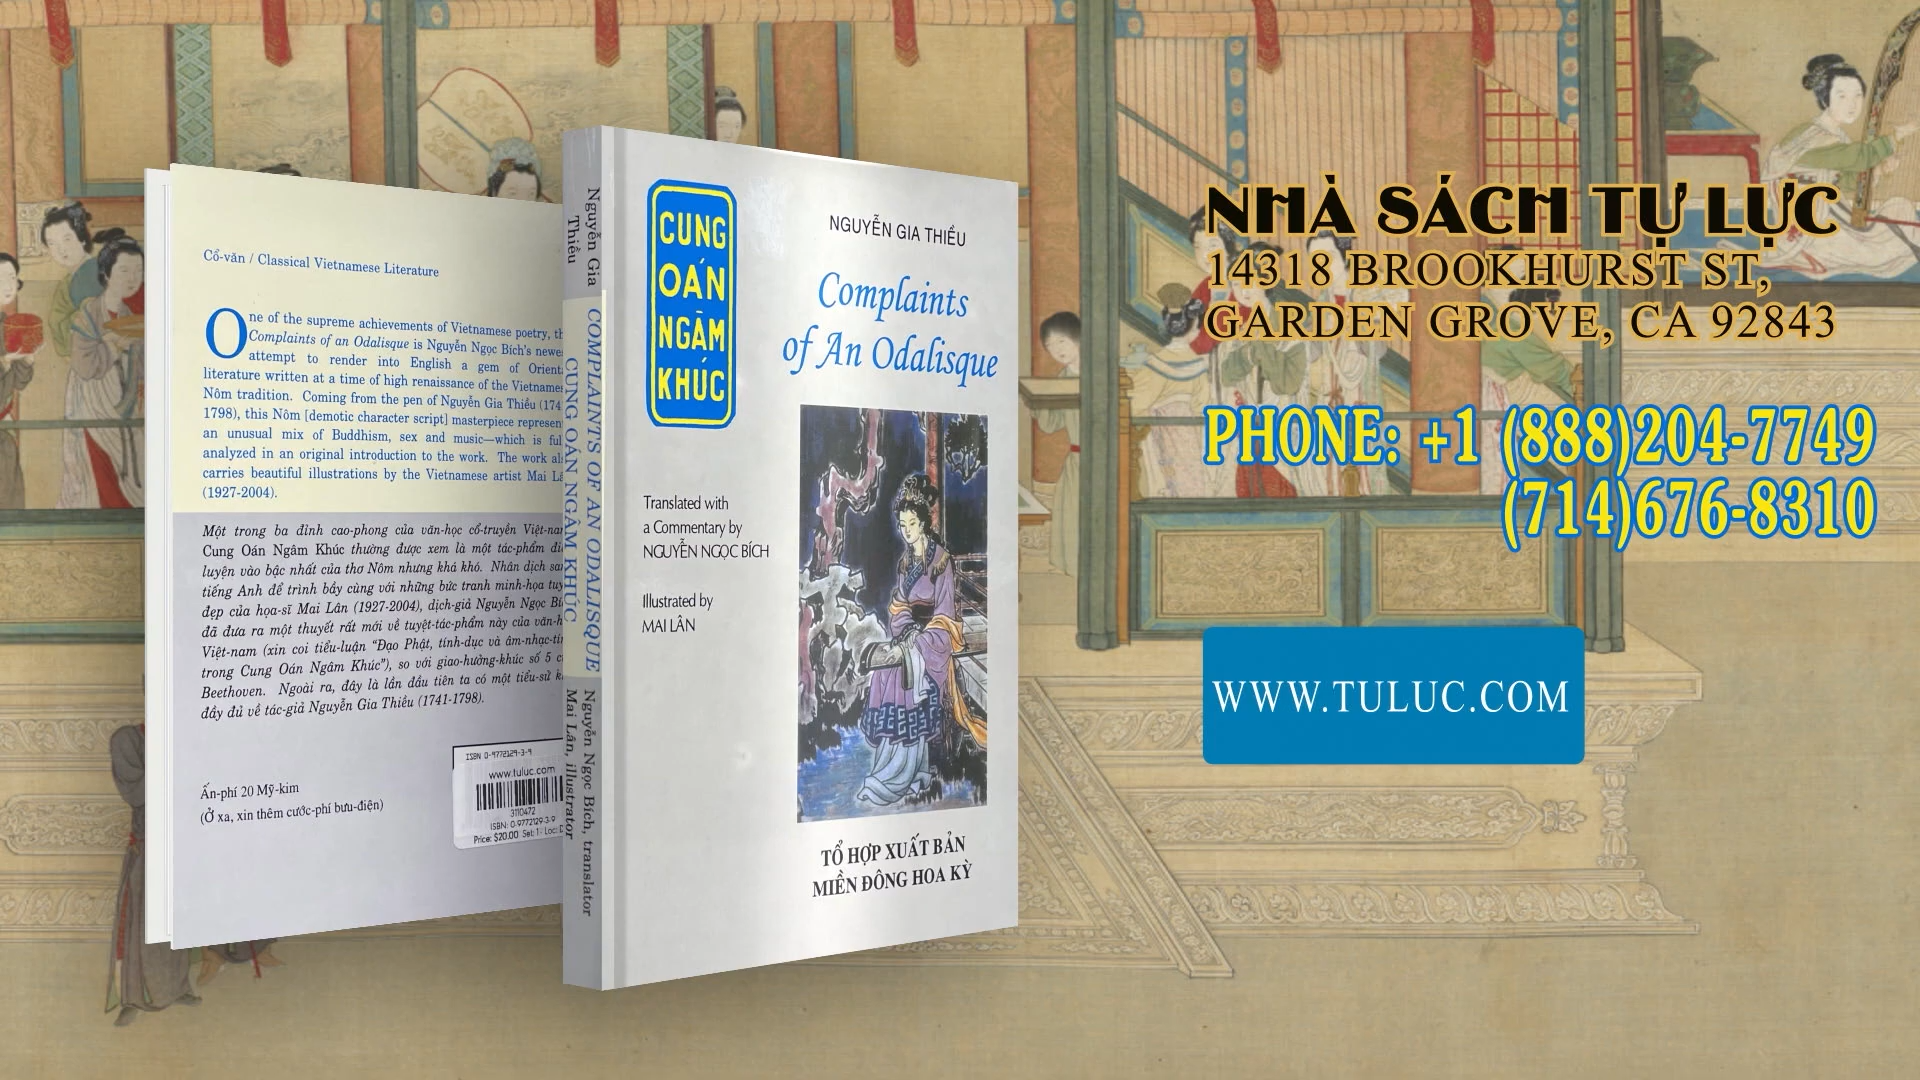 Cổ-văn / Classical Vietnamese Literature
One of the supreme achievements of Vietnamese poetry,
Complaints of an Odalisque is Nguyễn Ngọc Bích's
attempt to render into English a gem of
literature written at a time of high renaissance of the
Nôm tradition. Coming from the pen of Nguyễn Gia Thiều
1798), this Nôm [demotic character script] masterpiece
an unusual mix of Buddhism, sex and music—which is
analyzed in an original introduction to the work. The work
carries beautiful illustrations by the Vietnamese artist Mai
(1927-2004).
Một trong ba đỉnh cao-phong của văn-học cổ-truyền
Cung Oán Ngâm Khúc thường được xem là một tác-phẩm
luyện vào bậc nhất của thơ Nôm nhưng khá khó. Nhân dịch
tiếng Anh để trình bầy cùng với những bức tranh minh-họa
đẹp của họa-sĩ Mai Lân (1927-2004), dịch-giả Nguyễn Ngọc
đã đưa ra một thuyết rất mới về tuyệt-tác-phẩm này của
Việt-nam (xin coi tiểu-luận “Đạo Phật, tính-dục và
trong Cung Oán Ngâm Khúc”), so với giao-hưởng-khúc số 5
Beethoven. Ngoài ra, đây là lần đầu tiên ta có một tiểu-sử
đầy đủ về tác-giả Nguyễn Gia Thiều (1741-1798).
Ấn-phí 20 Mỹ-kim
(Ở xa, xin thêm cước-phí bưu-điện)
ISBN 0-9772129-3-9
www.tuluc.com
3110472
ISBN: 0-9772129-3-9
Price: $20.00 Set: 1 - Loc:
Nguyễn Gia
Thiều
COMPLAINTS OF AN ODALISQUE
CUNG OÁN NGÂM KHÚC
Nguyễn Ngọc Bích, translator
Mai Lân, illustrator
CUNG
OÁN
NGÂM
KHÚC
NGUYỄN GIA THIỀU
Complaints
of An Odalisque
Translated with
a Commentary by
NGUYỄN NGỌC BÍCH
Illustrated by
MAI LÂN
TỔ HỢP XUẤT BẢN
MIỀN ĐÔNG HOA KỲ
NHÀ SÁCH TỰ LỰC
14318 BROOKHURST ST,
GARDEN GROVE, CA 92843
PHONE: +1 (888)204-7749
(714)676-8310
WWW.TULUC.COM